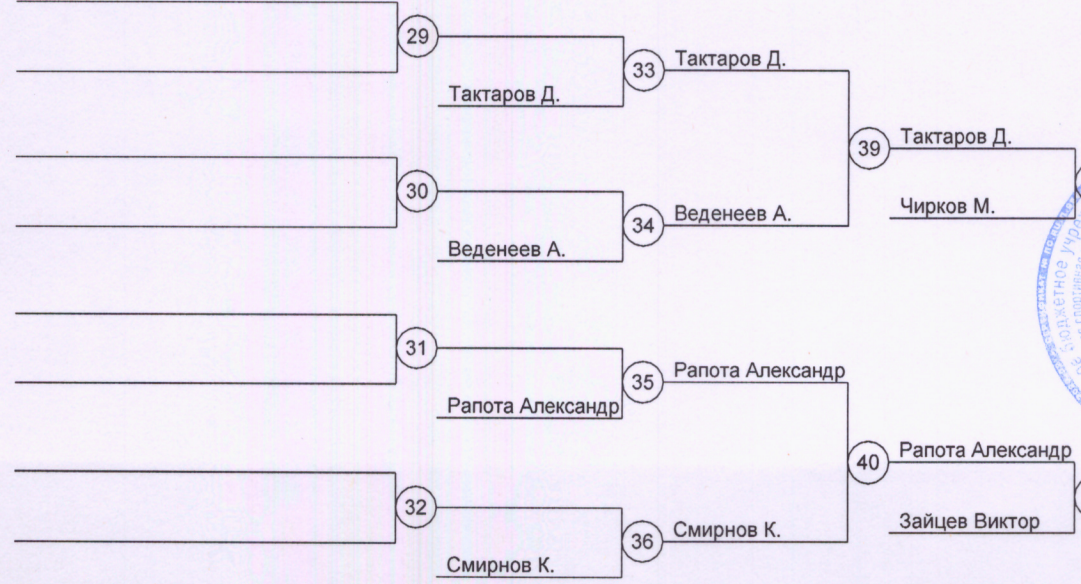 29
33 Тактаров Д.
Тактаров Д.
39 Тактаров Д.
30
Чирков М.
34 Веденеев А.
Веденеев А.
бюджетное
31
35 Рапота Александр
Рапота Александр
40 Рапота Александр
32
Зайцев Виктор
36 Смирнов К.
Смирнов К.